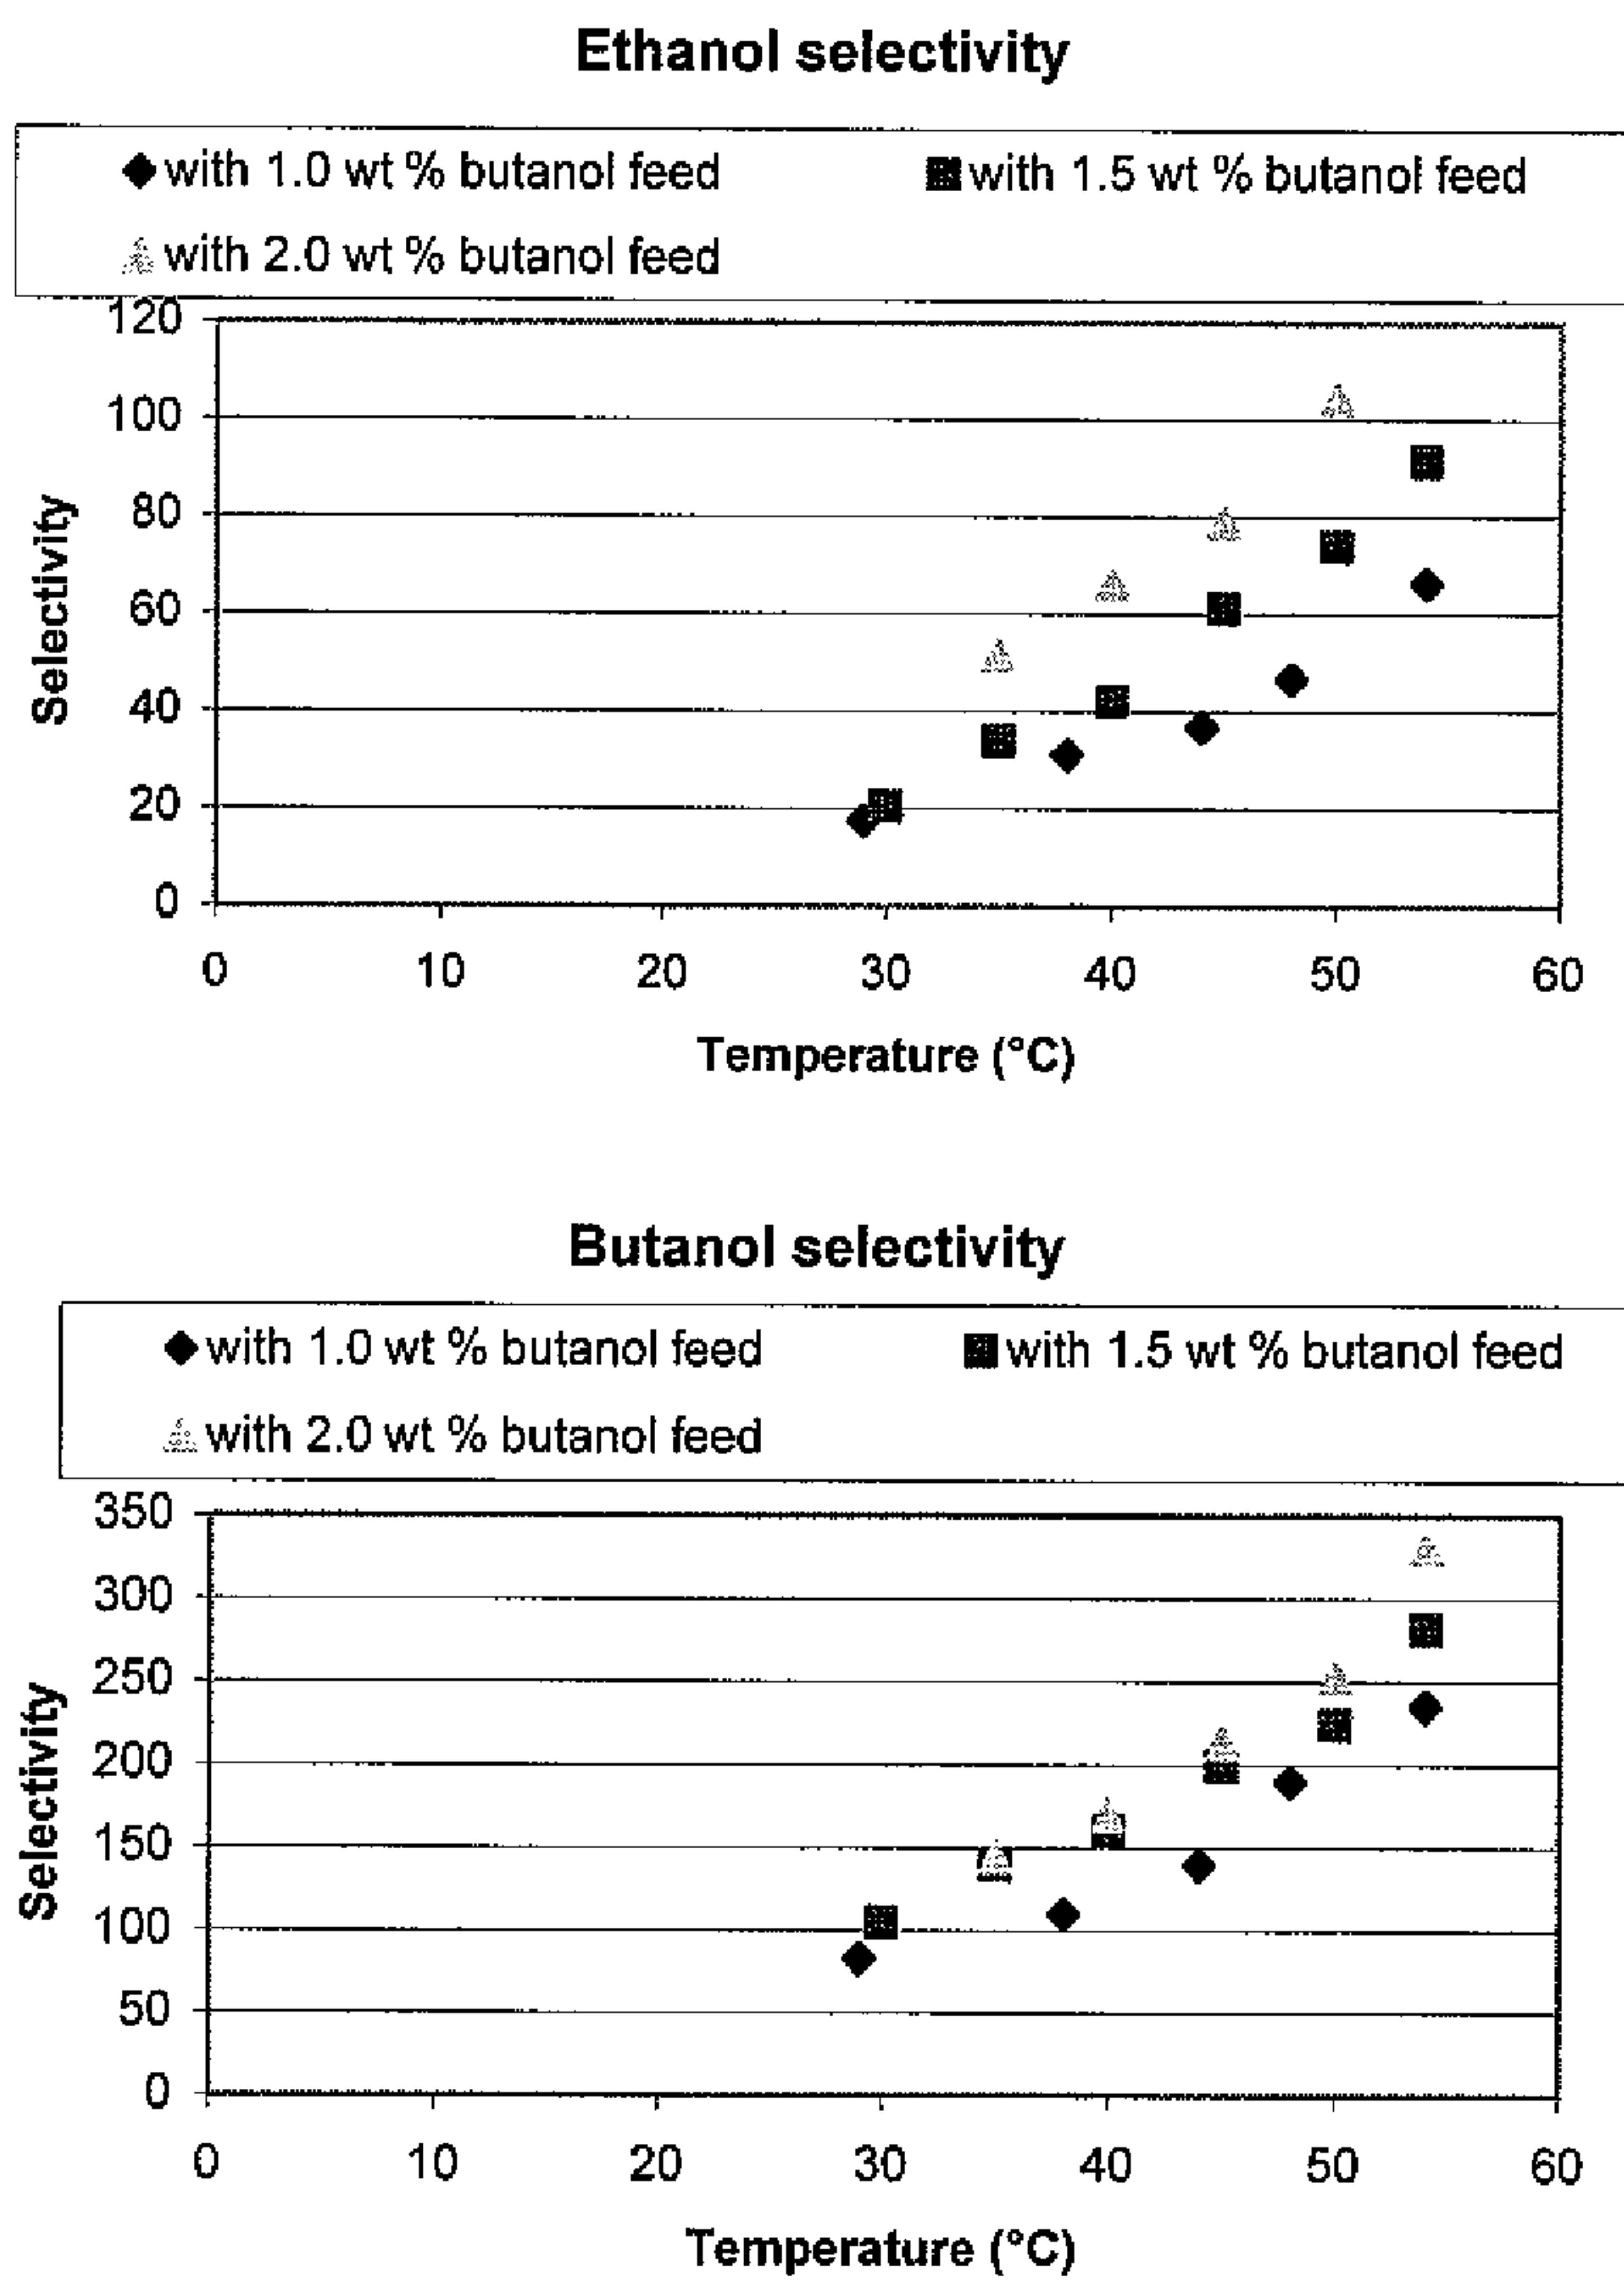 Ethanol selectivity
with 1.0 wt % butanol feed with 1.5 wt % butanol feed
with 2.0 wt % butanol feed
120
100
80
60
40
20
0
Selectivity
0 10 20 30 40 50 60
Temperature (°C)
Butanol selectivity
with 1.0 wt % butanol feed with 1.5 wt % butanol feed
with 2.0 wt % butanol feed
350
300
250
200
150
100
50
0
Selectivity
0 10 20 30 40 50 60
Temperature (°C)